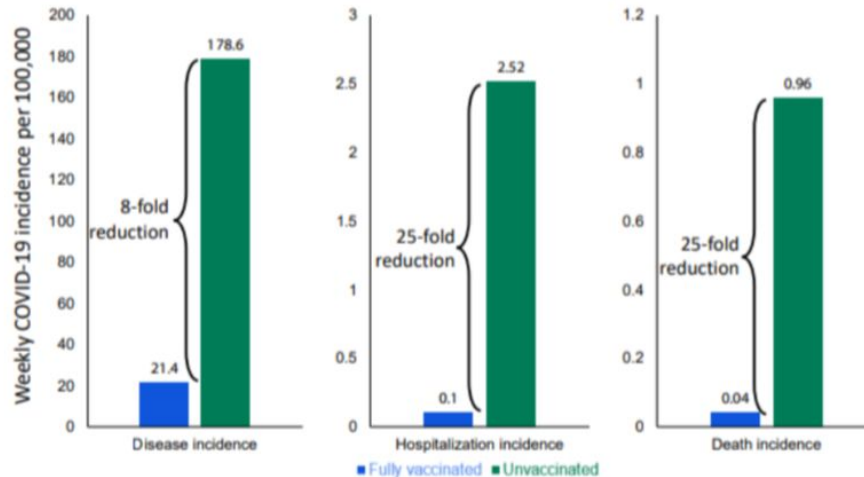 Weekly COVID-19 incidence per 100,000
200
180
160
140
120
100
80
60
40
20
0
178.6
8-fold
reduction
21.4
Disease incidence
3
2.5
2
1.5
1
0.5
0
2.52
25-fold
reduction
0.1
Hospitalization incidence
1.2
1
0.8
0.6
0.4
0.2
0
0.96
25-fold
reduction
0.04
Death incidence
Fully vaccinated Unvaccinated